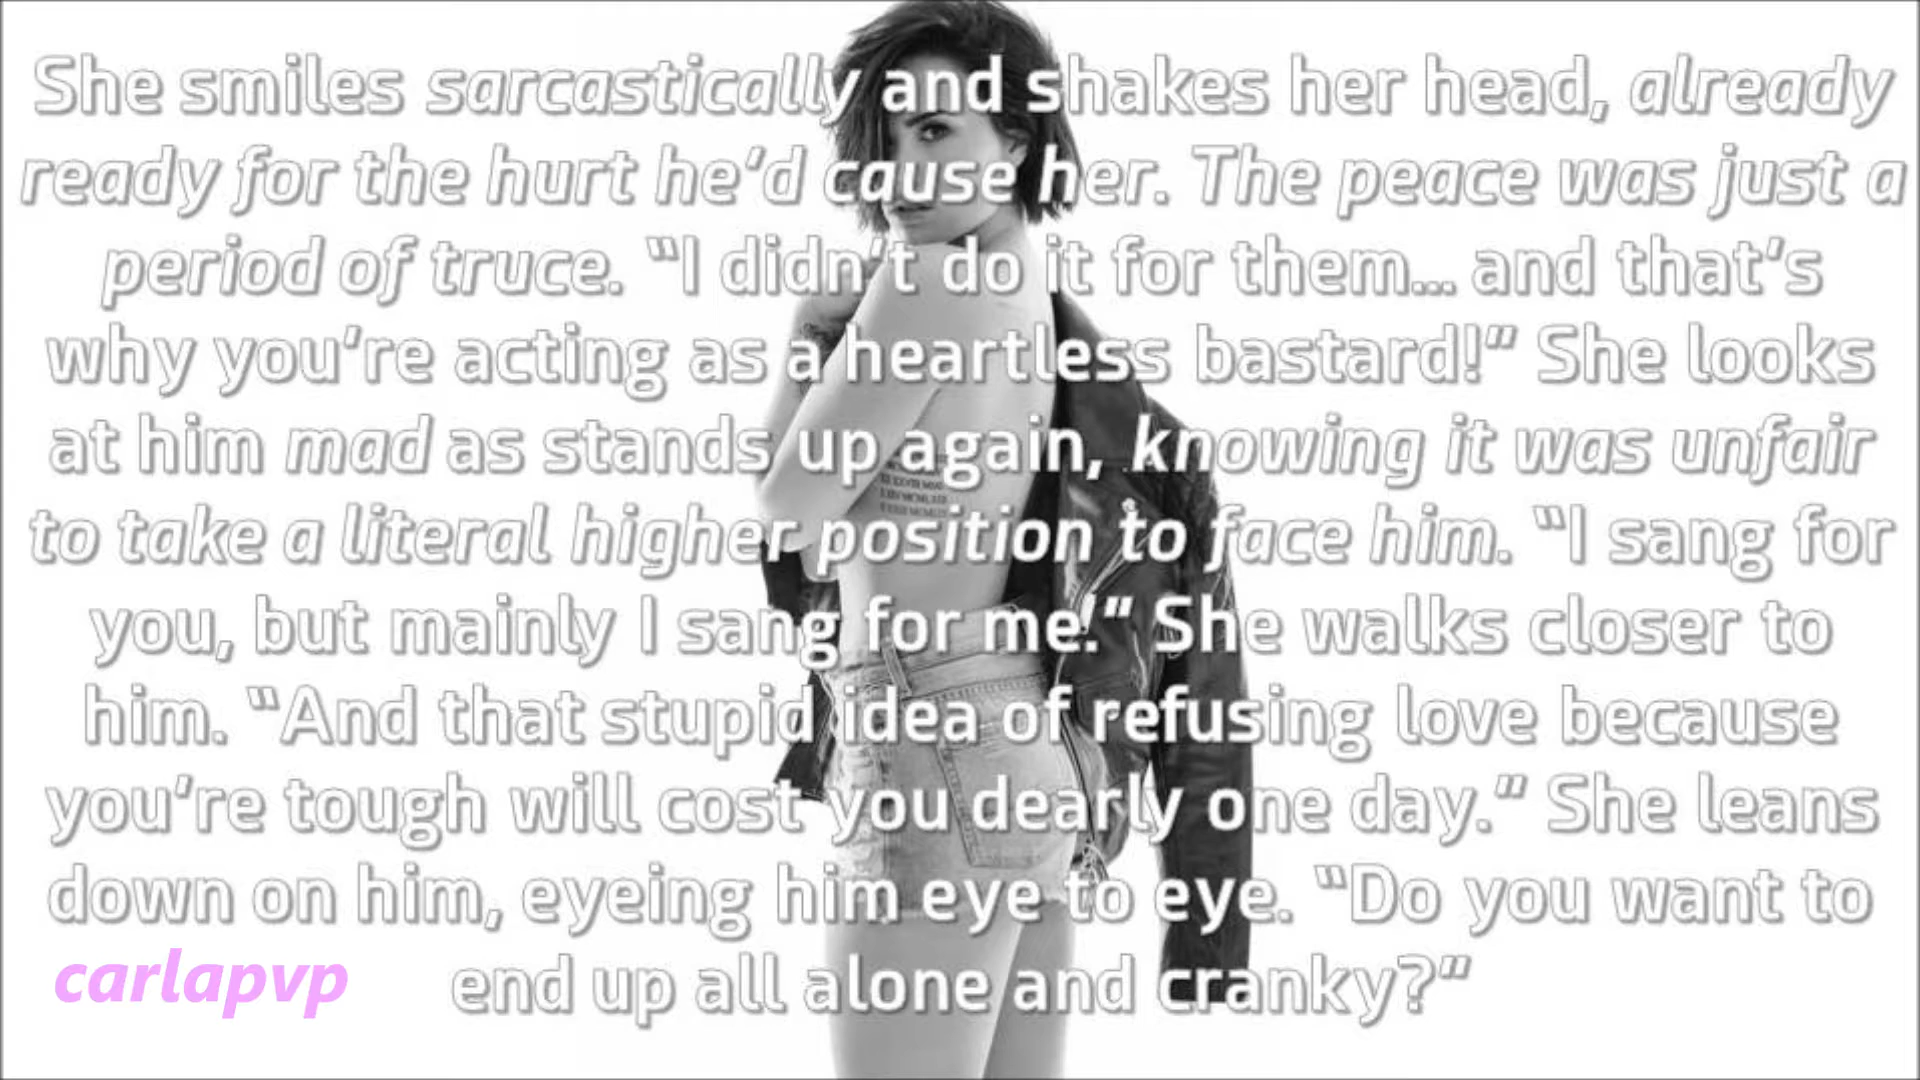 She smiles sarcastically and shakes her head, already
ready for the hurt he’d cause her. The peace was just a
period of truce. “I didn’t do it for them... and that’s
why you’re acting as a heartless bastard!” She looks
at him mad as stands up again, knowing it was unfair
to take a literal higher position to face him. “I sang for
you, but mainly I sang for me!” She walks closer to
him. “And that stupid idea of refusing love because
you’re tough will cost you dearly one day.” She leans
down on him, eyeing him eye to eye. “Do you want to
end up all alone and cranky?”
carlapvp